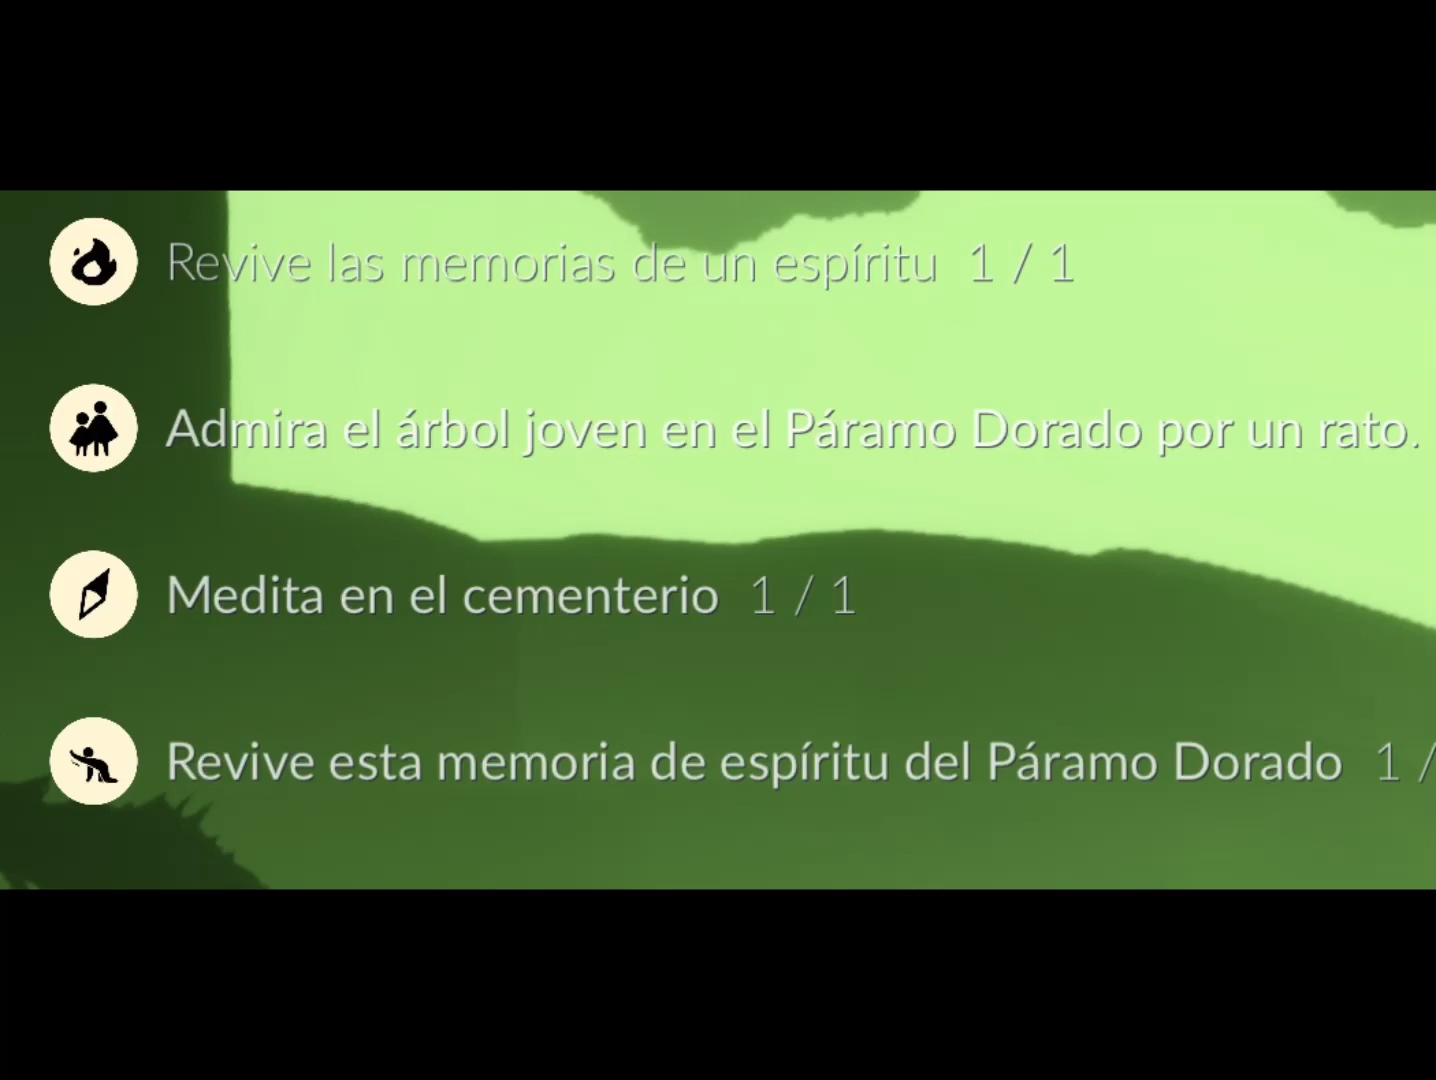 Revive las memorias de un espíritu 1 / 1
Admira el árbol joven en el Páramo Dorado por un rato.
Medita en el cementerio 1 / 1
Revive esta memoria de espíritu del Páramo Dorado 1 /